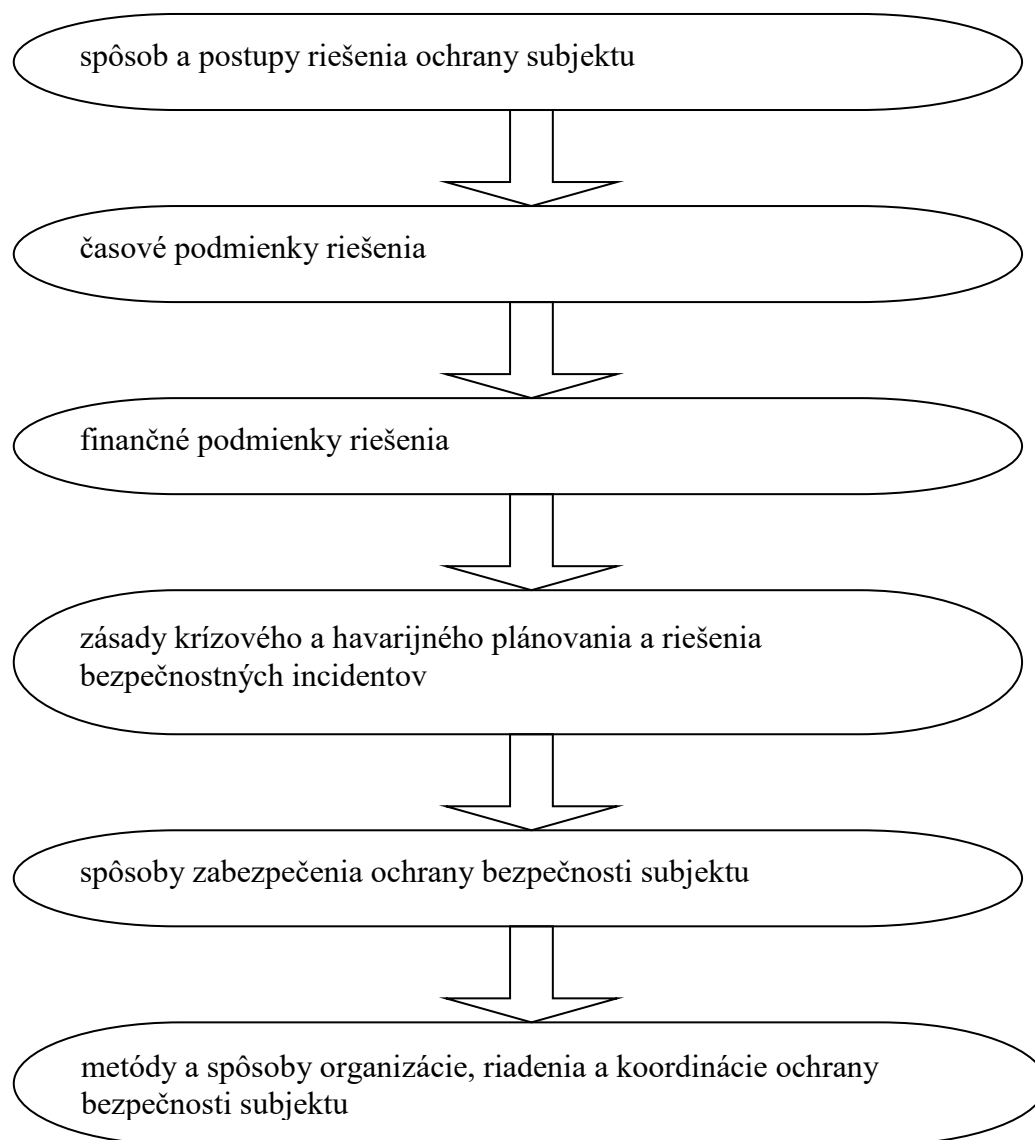 spôsob a postupy riešenia ochrany subjektu
časové podmienky riešenia
finančné podmienky riešenia
zásady krízového a havarijného plánovania a riešenia
bezpečnostných incidentov
spôsoby zabezpečenia ochrany bezpečnosti subjektu
metódy a spôsoby organizácie, riadenia a koordinácie ochrany
bezpečnosti subjektu